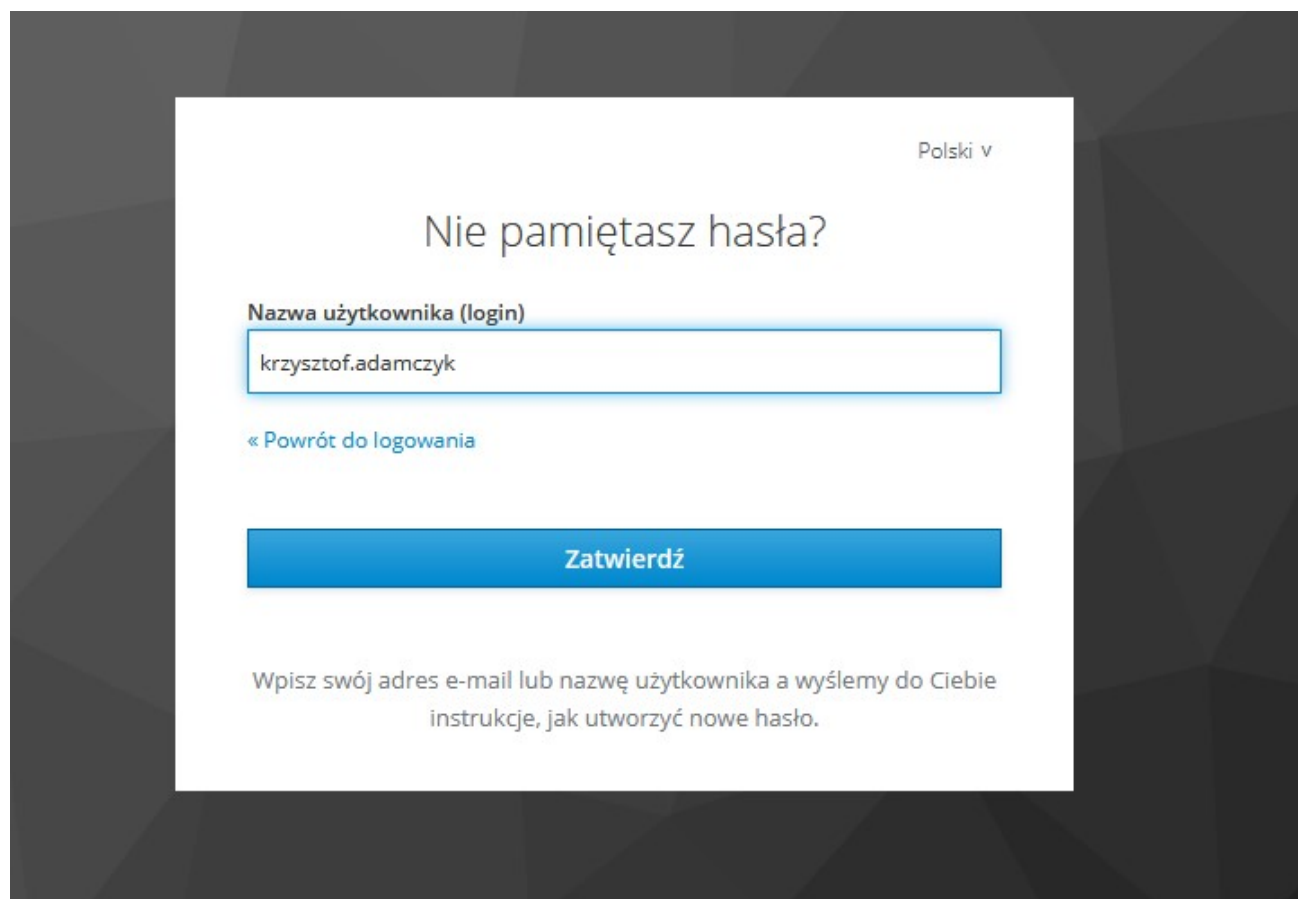 Polski v
Nie pamiętasz hasła?
Nazwa użytkownika (login)
krzysztof.adamczyk
« Powrót do logowania
Zatwierdź
Wpisz swój adres e-mail lub nazwę użytkownika a wyślemy do Ciebie
instrukcje, jak utworzyć nowe hasło.